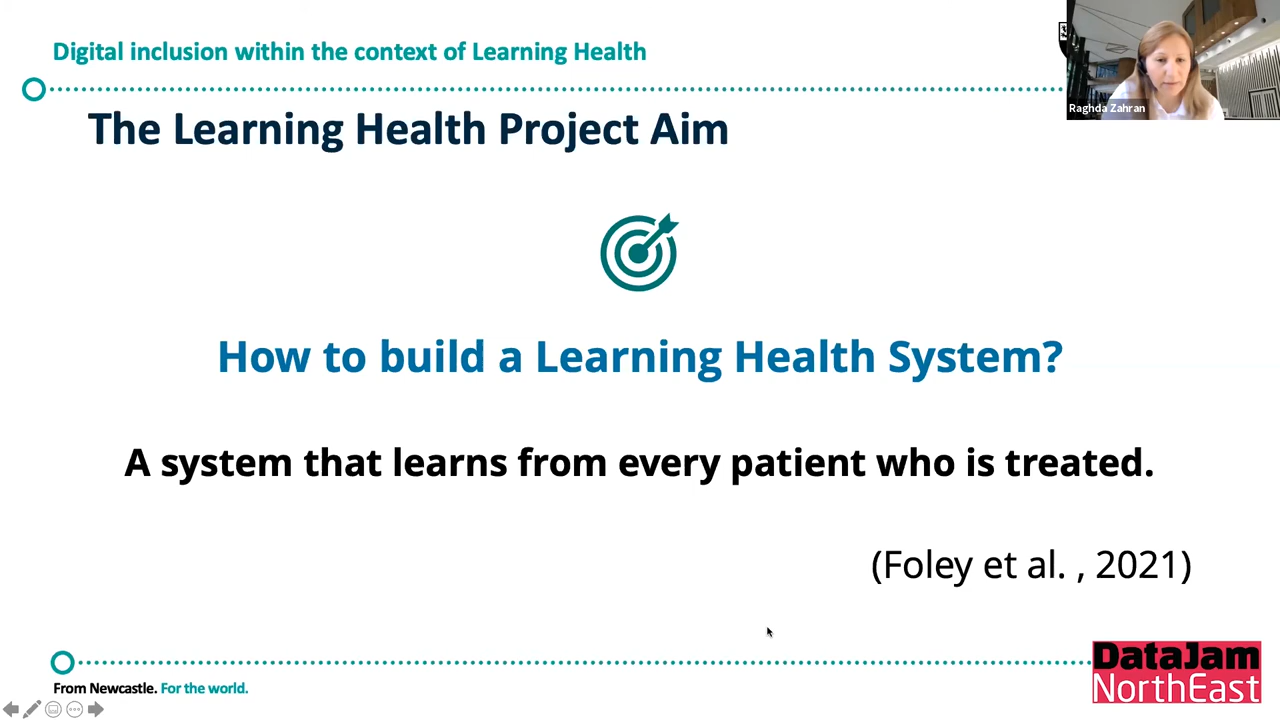 Digital inclusion within the context of Learning Health
Raghda Zahran
The Learning Health Project Aim
How to build a Learning Health System?
A system that learns from every patient who is treated.
(Foley et al. , 2021)
From Newcastle. For the world.
DataJam
NorthEast